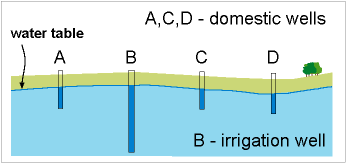 A,C,D - domestic wells
water table
A
B
C
D
B - irrigation well